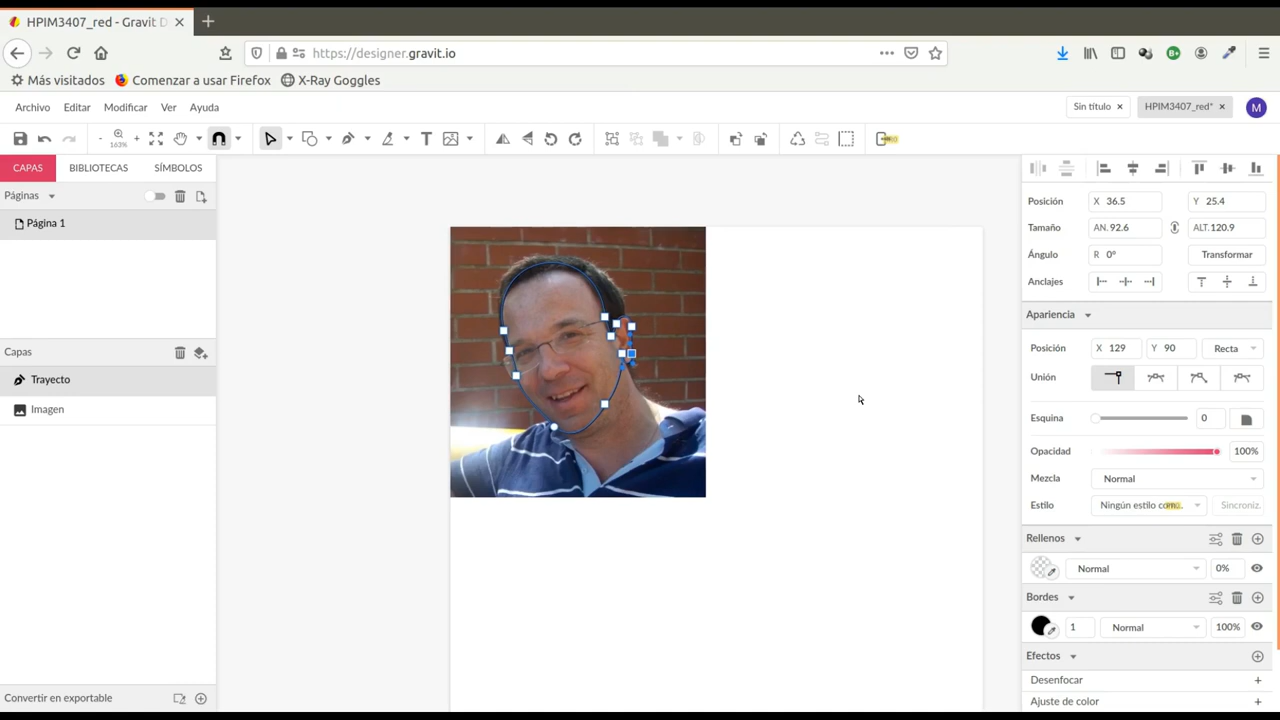 HPIM3407_red - Gravit D
https://designer.gravit.io
Más visitados Comenzar a usar Firefox X-Ray Goggles
Archivo Editar Modificar Ver Ayuda Sin título HPIM3407_red* M
163%
CAPAS BIBLIOTECAS SÍMBOLOS
Páginas
Posición X 36.5 Y 25.4
Página 1
Tamaño AN. 92.6 ALT. 120.9
Ángulo R 0° Transformar
Anclajes
Apariencia
Posición X 129 Y 90 Recta
Capas
Unión
Trayecto
Imagen
Esquina 0
Opacidad 100%
Mezcla Normal
Estilo Ningún estilo Sincroniz.
Rellenos
Normal 0%
Bordes
1 Normal 100%
Efectos
Desenfocar +
Convertir en exportable
Ajuste de color +